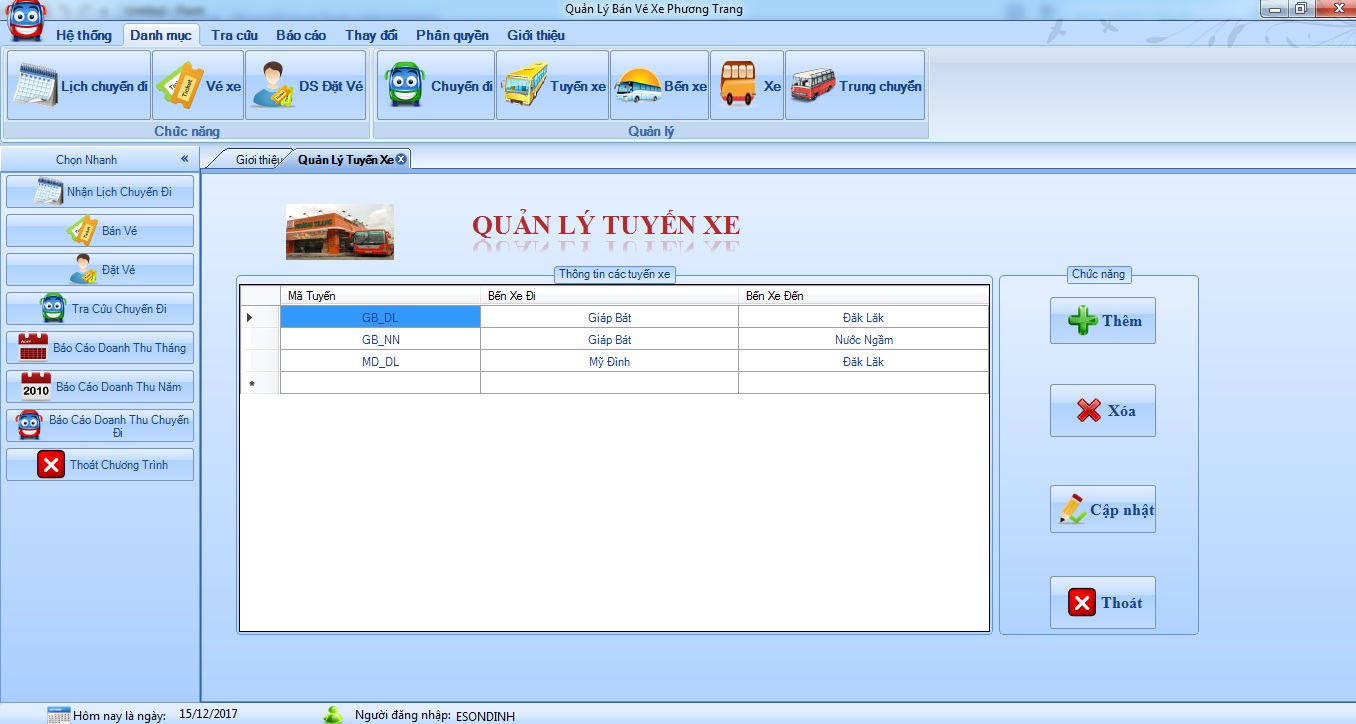 Quản Lý Bán Vé Xe Phương Trang
Hệ thống Danh mục Tra cứu Báo cáo Thay đổi Phân quyền Giới thiệu
Lịch chuyến đi Vé xe DS Đặt Vé Chuyến đi Tuyến xe Bến xe Xe Trung chuyển
Chức năng Quản lý
Chọn Nhanh « Giới thiệu Quản Lý Tuyến Xe
Nhận Lịch Chuyến Đi
Bán Vé
Đặt Vé
Tra Cứu Chuyến Đi
Báo Cáo Doanh Thu Tháng
2010 Báo Cáo Doanh Thu Năm
Báo Cáo Doanh Thu Chuyến
Đi
Thoát Chương Trình
QUẢN LÝ TUYẾN XE
Thông tin các tuyến xe
Mã Tuyến Bến Xe Đi Bến Xe Đến
GB_DL Giáp Bát Đăk Lăk
GB_NN Giáp Bát Nước Ngầm
MD_DL Mỹ Đình Đăk Lăk
*
Chức năng
Thêm
Xóa
Cập nhật
Thoát
Hôm nay là ngày: 15/12/2017 Người đăng nhập: ESONDINH